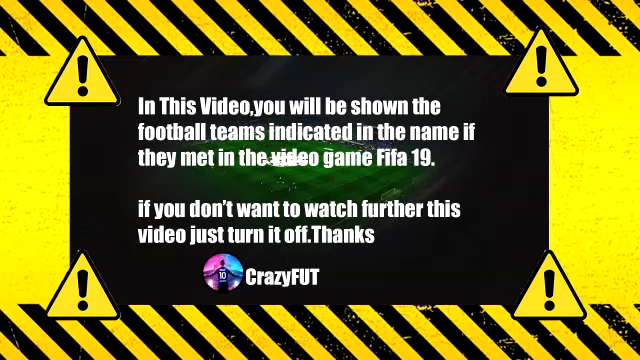 In This Video,you will be shown the
football teams indicated in the name if
they met in the video game Fifa 19.
if you don't want to watch further this
video just turn it off.Thanks
10
CrazyFUT